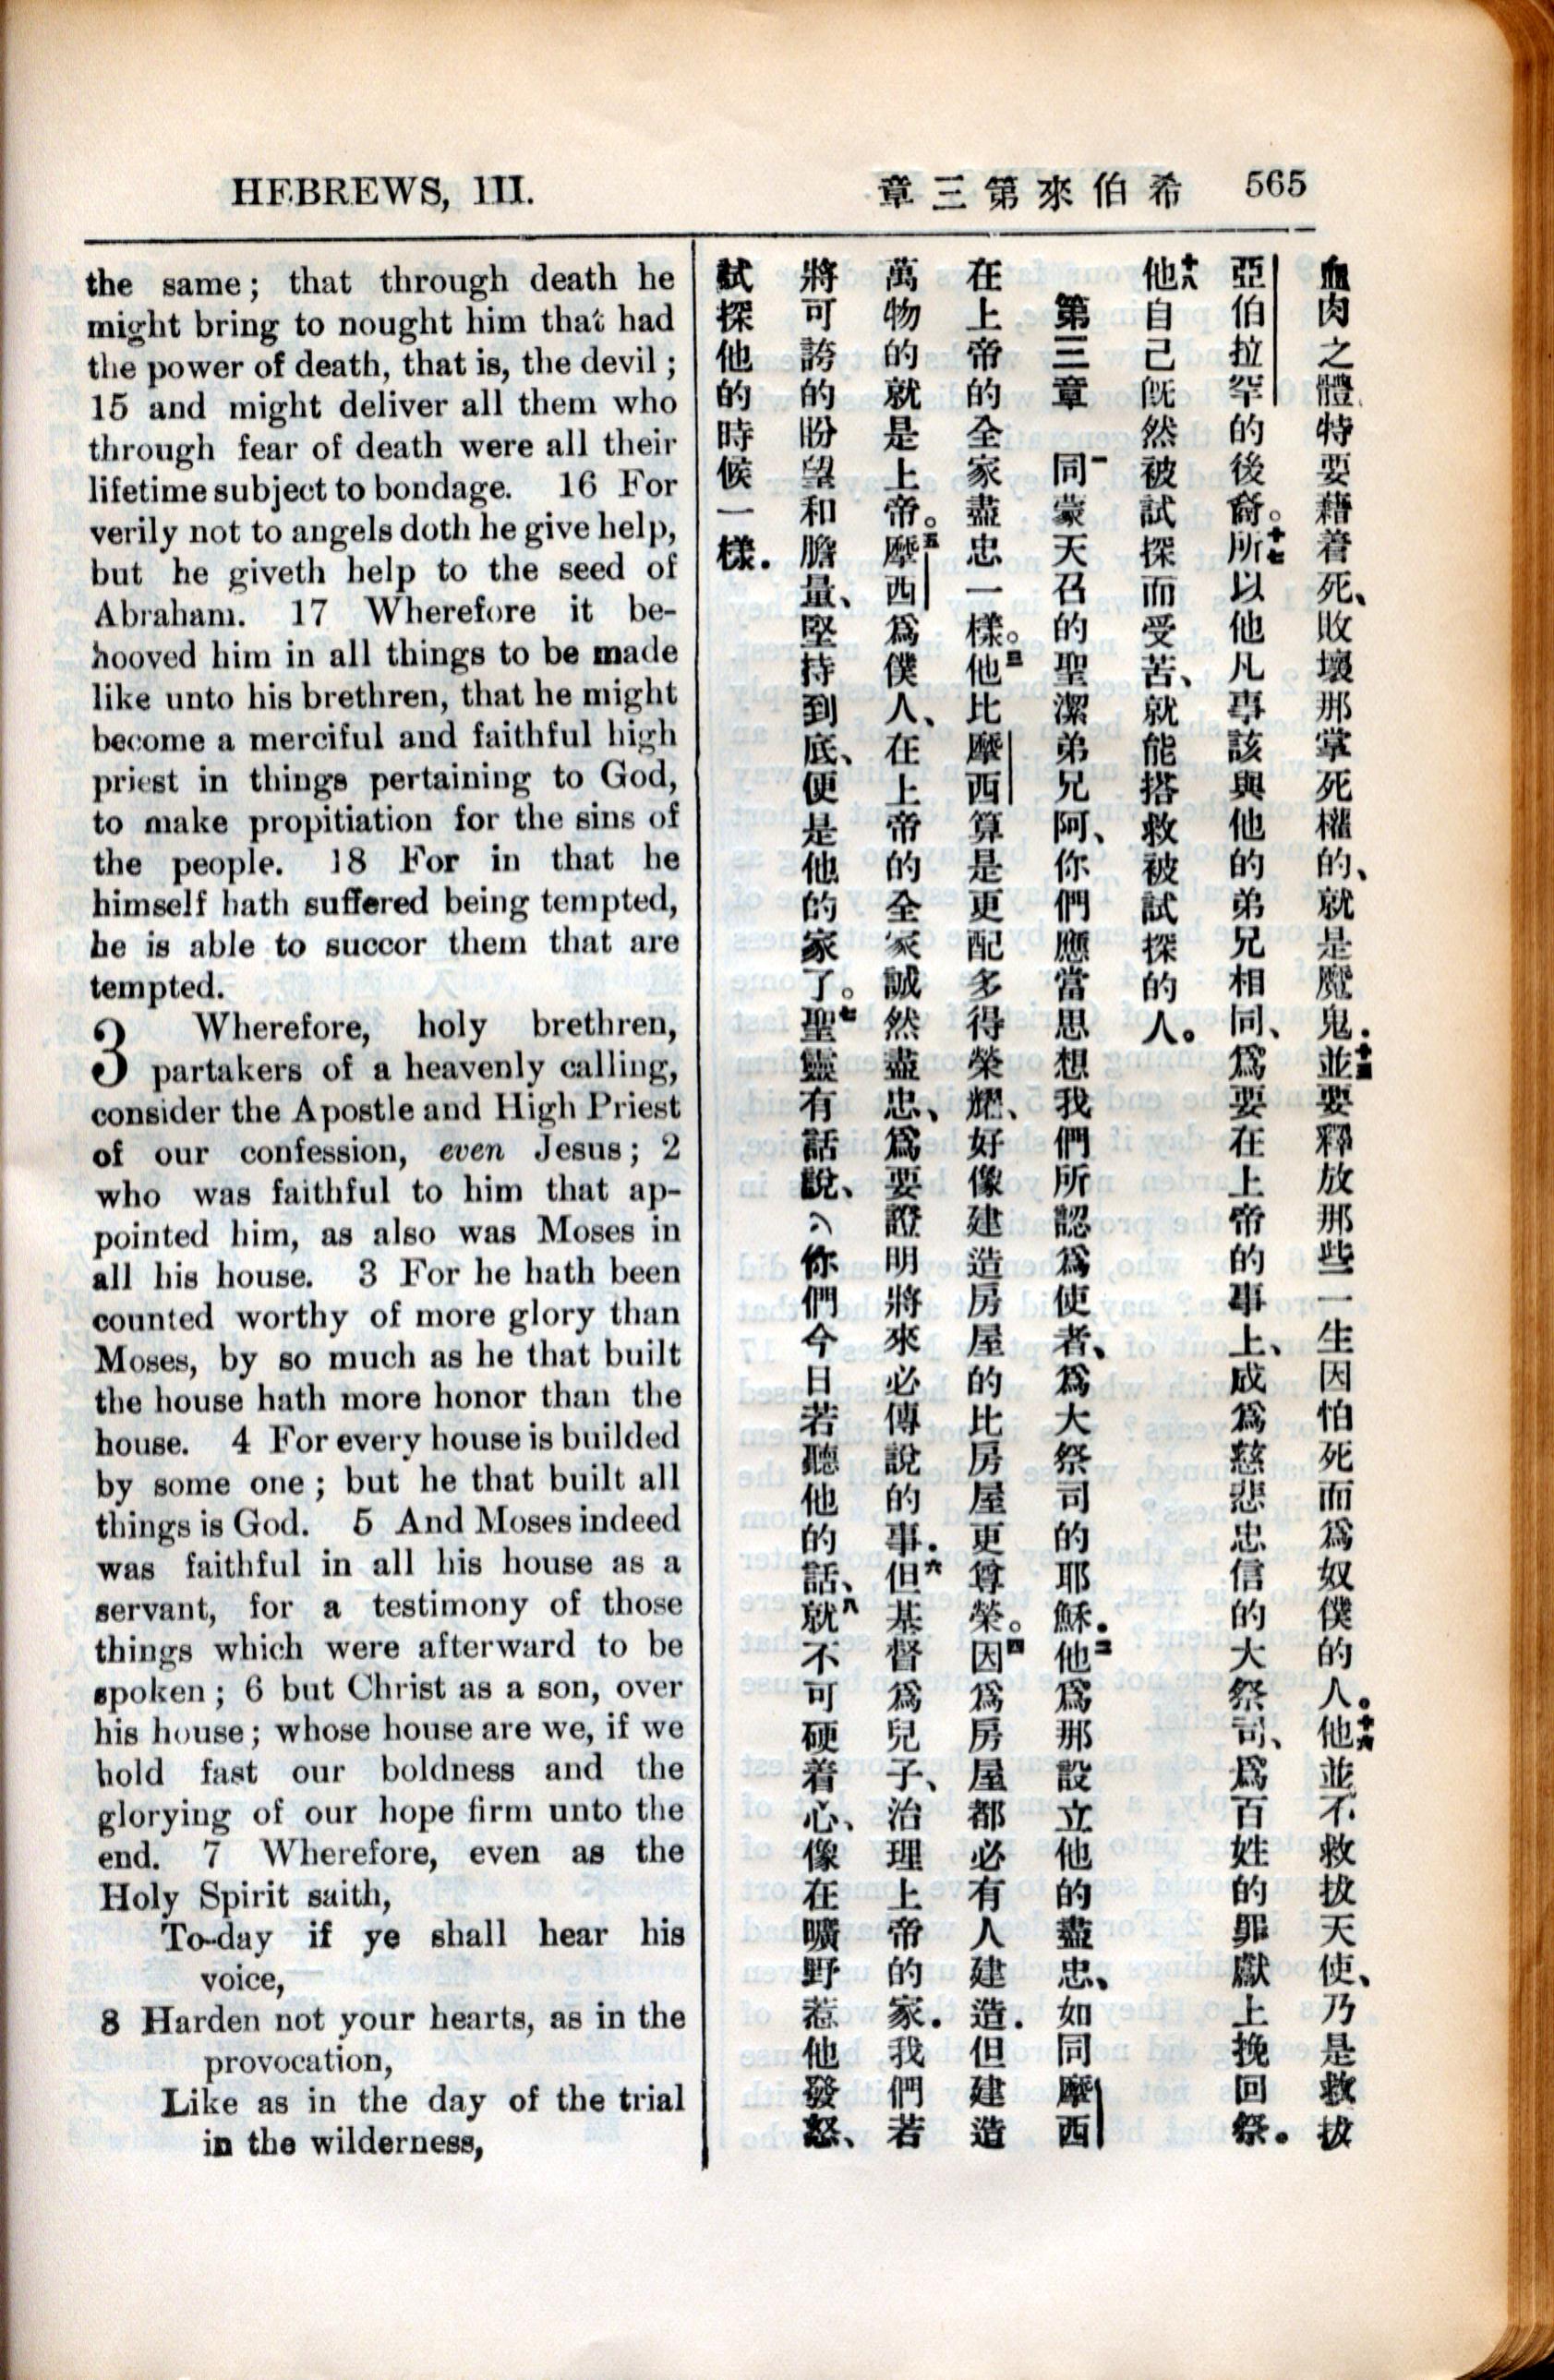 HEBREWS, III.
希伯來第三章
565
the same; that through death he
might bring to nought him that had
the power of death, that is, the devil;
15 and might deliver all them who
through fear of death were all their
lifetime subject to bondage. 16 For
verily not to angels doth he give help,
but he giveth help to the seed of
Abraham. 17 Wherefore it be-
hooved him in all things to be made
like unto his brethren, that he might
become a merciful and faithful high
priest in things pertaining to God,
to make propitiation for the sins of
the people. 18 For in that he
himself hath suffered being tempted,
he is able to succor them that are
tempted.
3 Wherefore, holy brethren,
partakers of a heavenly calling,
consider the Apostle and High Priest
of our confession, even Jesus; 2
who was faithful to him that ap-
pointed him, as also was Moses in
all his house. 3 For he hath been
counted worthy of more glory than
Moses, by so much as he that built
the house hath more honor than the
house. 4 For every house is builded
by some one; but he that built all
things is God. 5 And Moses indeed
was faithful in all his house as a
servant, for a testimony of those
things which were afterward to be
spoken; 6 but Christ as a son, over
his house; whose house are we, if we
hold fast our boldness and the
glorying of our hope firm unto the
end. 7 Wherefore, even as the
Holy Spirit saith,
To-day if ye shall hear his
voice,
8 Harden not your hearts, as in the
provocation,
Like as in the day of the trial
in the wilderness,
血肉之體、特要藉着死、敗壞那掌死權的、就是魔鬼．十五並要釋放那些一生因怕死而爲奴僕的人。十六他並不救拔天使、乃是救拔
亞伯拉罕的後裔。十七所以他凡事該與他的弟兄相同、爲要在上帝的事上、成爲慈悲忠信的大祭司、爲百姓的罪獻上挽回祭。
十八他自己既然被試探而受苦、就能搭救被試探的人。
第三章 一同蒙天召的聖潔弟兄阿、你們應當思想我們所認爲使者、爲大祭司的耶穌．二他爲那設立他的盡忠、如同摩西
在上帝的全家盡忠一樣。三他比摩西算是更配多得榮耀、好像建造房屋的比房屋更尊榮。四因爲房屋都必有人建造．但建造
萬物的就是上帝。五摩西爲僕人、在上帝的全家誠然盡忠、爲要證明將來必傳說的事．六但基督爲兒子、治理上帝的家．我們若
將可誇的盼望和膽量、堅持到底、便是他的家了。七聖靈有話說、你們今日若聽他的話、八就不可硬着心、像在曠野惹他發怒、
試探他的時候一樣．